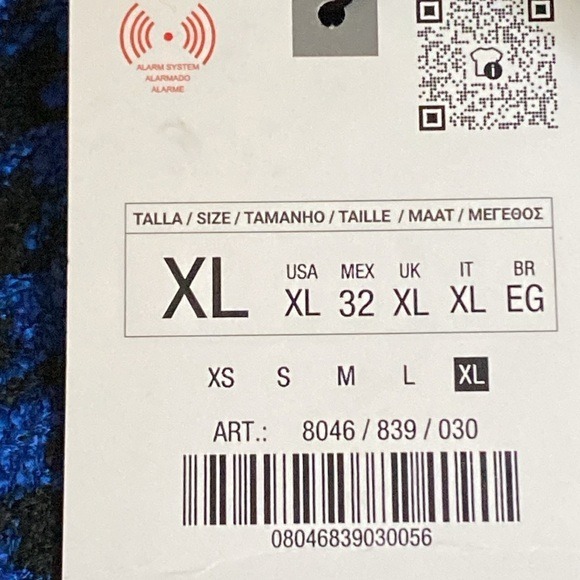 ALARM SYSTEM
ALARMADO
ALARME
TALLA / SIZE / TAMANHO / TAILLE / MAAT / ΜΕΓΕΘΟΣ
XL
USA MEX UK IT BR
XL 32 XL XL EG
XS S M L XL
ART.: 8046 / 839 / 030
08046839030056